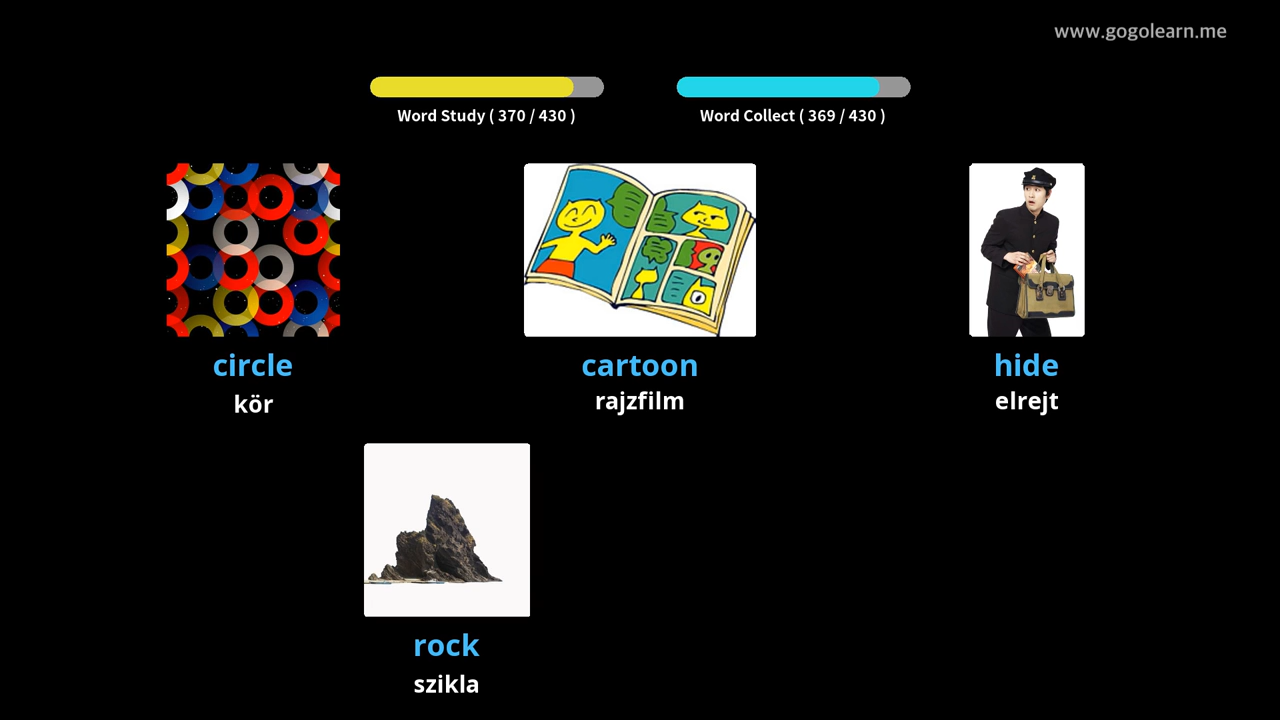 www.gogolearn.me
Word Study ( 370 / 430 )
Word Collect ( 369 / 430 )
circle
kör
cartoon
rajzfilm
hide
elrejt
rock
szikla